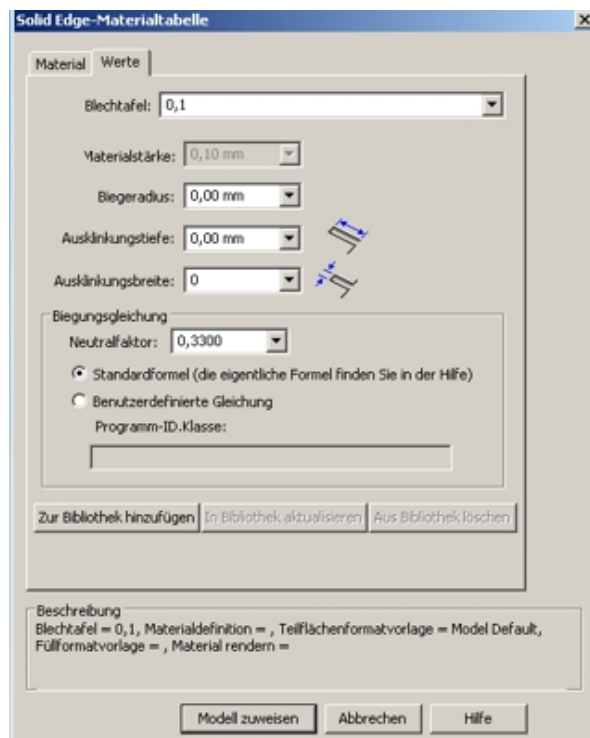 Solid Edge-Materialtabelle
Material Werte
Blechtafel: 0,1
Materialstärke: 0,10 mm
Biegeradius: 0,00 mm
Ausklinkungstiefe: 0,00 mm
Ausklinkungsbreite: 0
Biegungsgleichung
Neutralfaktor: 0,3300
Standardformel (die eigentliche Formel finden Sie in der Hilfe)
Benutzerdefinierte Gleichung
Programm-ID.Klasse:
Zur Bibliothek hinzufügen In Bibliothek aktualisieren Aus Bibliothek löschen
Beschreibung
Blechtafel = 0,1, Materialdefinition = , Teilflächenformatvorlage = Model Default,
Füllformatvorlage = , Material rendern =
Modell zuweisen Abbrechen Hilfe